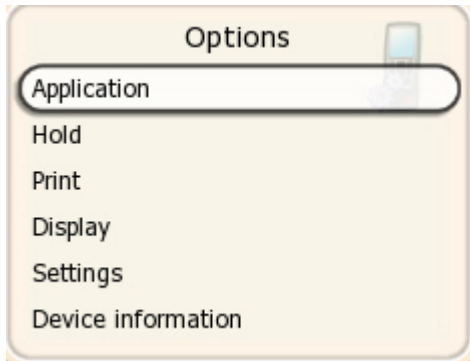 Options
Application
Hold
Print
Display
Settings
Device information